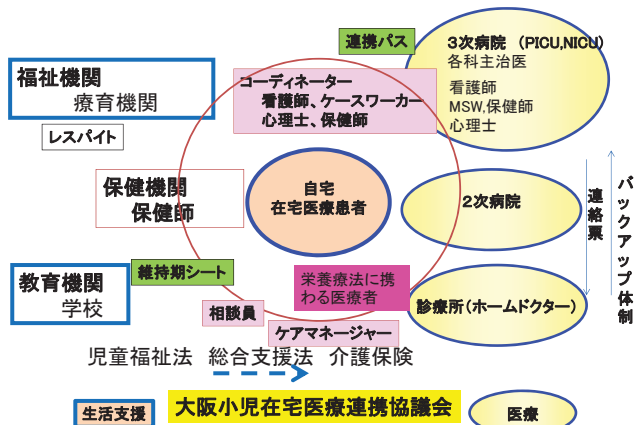 連携パス
3次病院　(PICU,NICU)
各科主治医
看護師
MSW,保健師
心理士
福祉機関
療育機関
レスパイト
コーディネーター
看護師、ケースワーカー
心理士、保健師
保健機関
保健師
自宅
在宅医療患者
2次病院
連絡票
バックアップ体制
教育機関
学校
維持期シート
栄養療法に携
わる医療者
診療所(ホームドクター)
相談員
ケアマネージャー
児童福祉法　総合支援法　介護保険
生活支援
大阪小児在宅医療連携協議会
医療